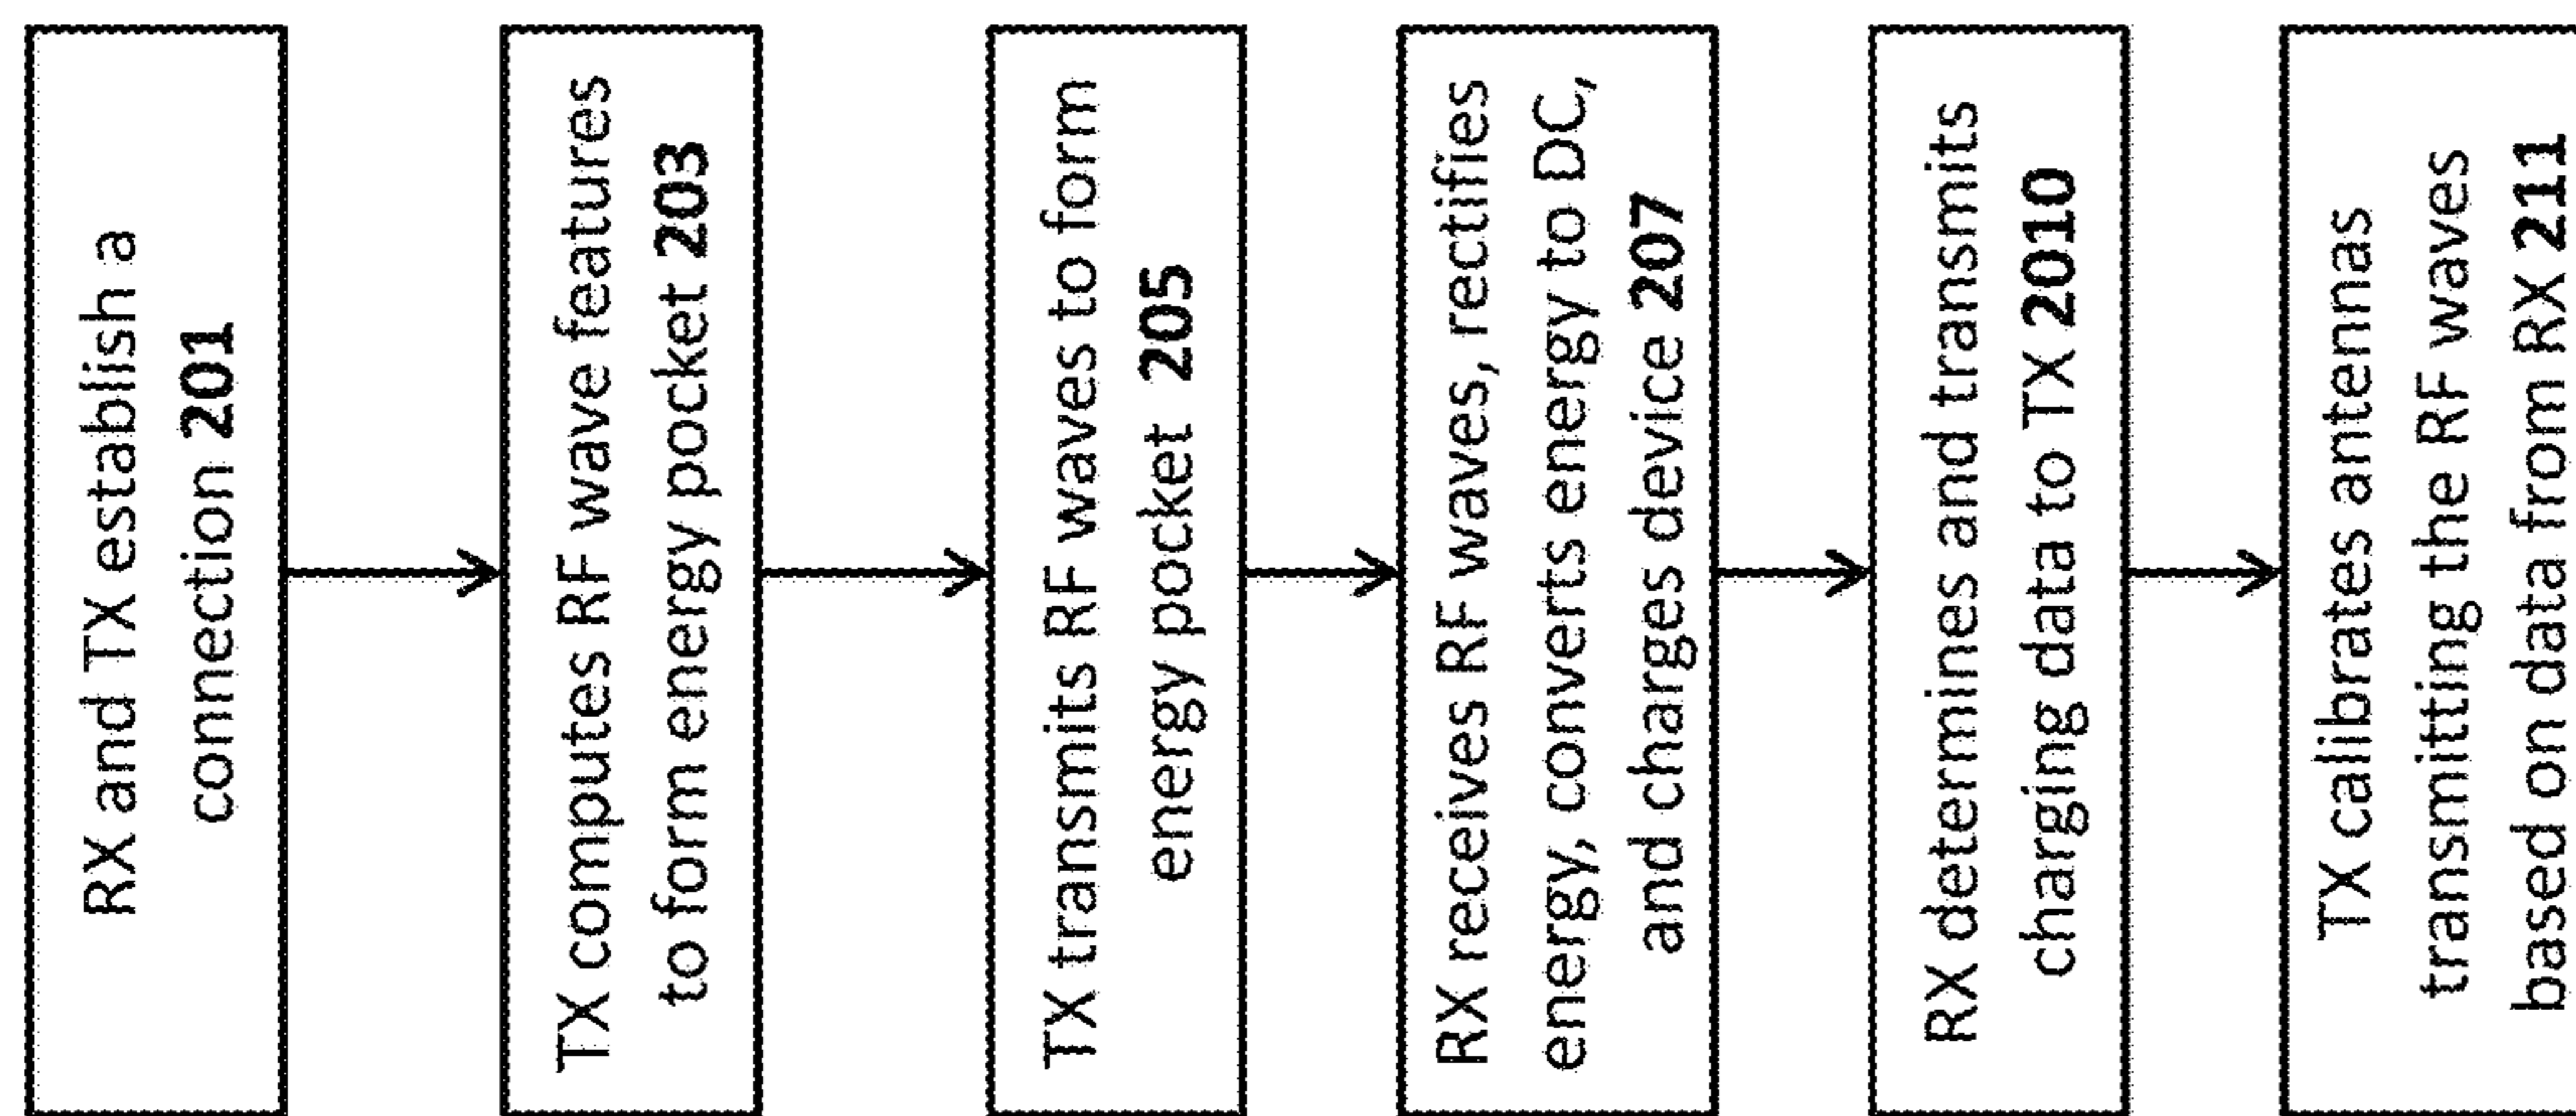 RX and TX establish a
connection 201
TX computes RF wave features
to form energy pocket 203
TX transmits RF waves to form
energy pocket 205
RX receives RF waves, rectifies
energy, converts energy to DC,
and charges device 207
RX determines and transmits
charging data to TX 2010
TX calibrates antennas
transmitting the RF waves
based on data from RX 211